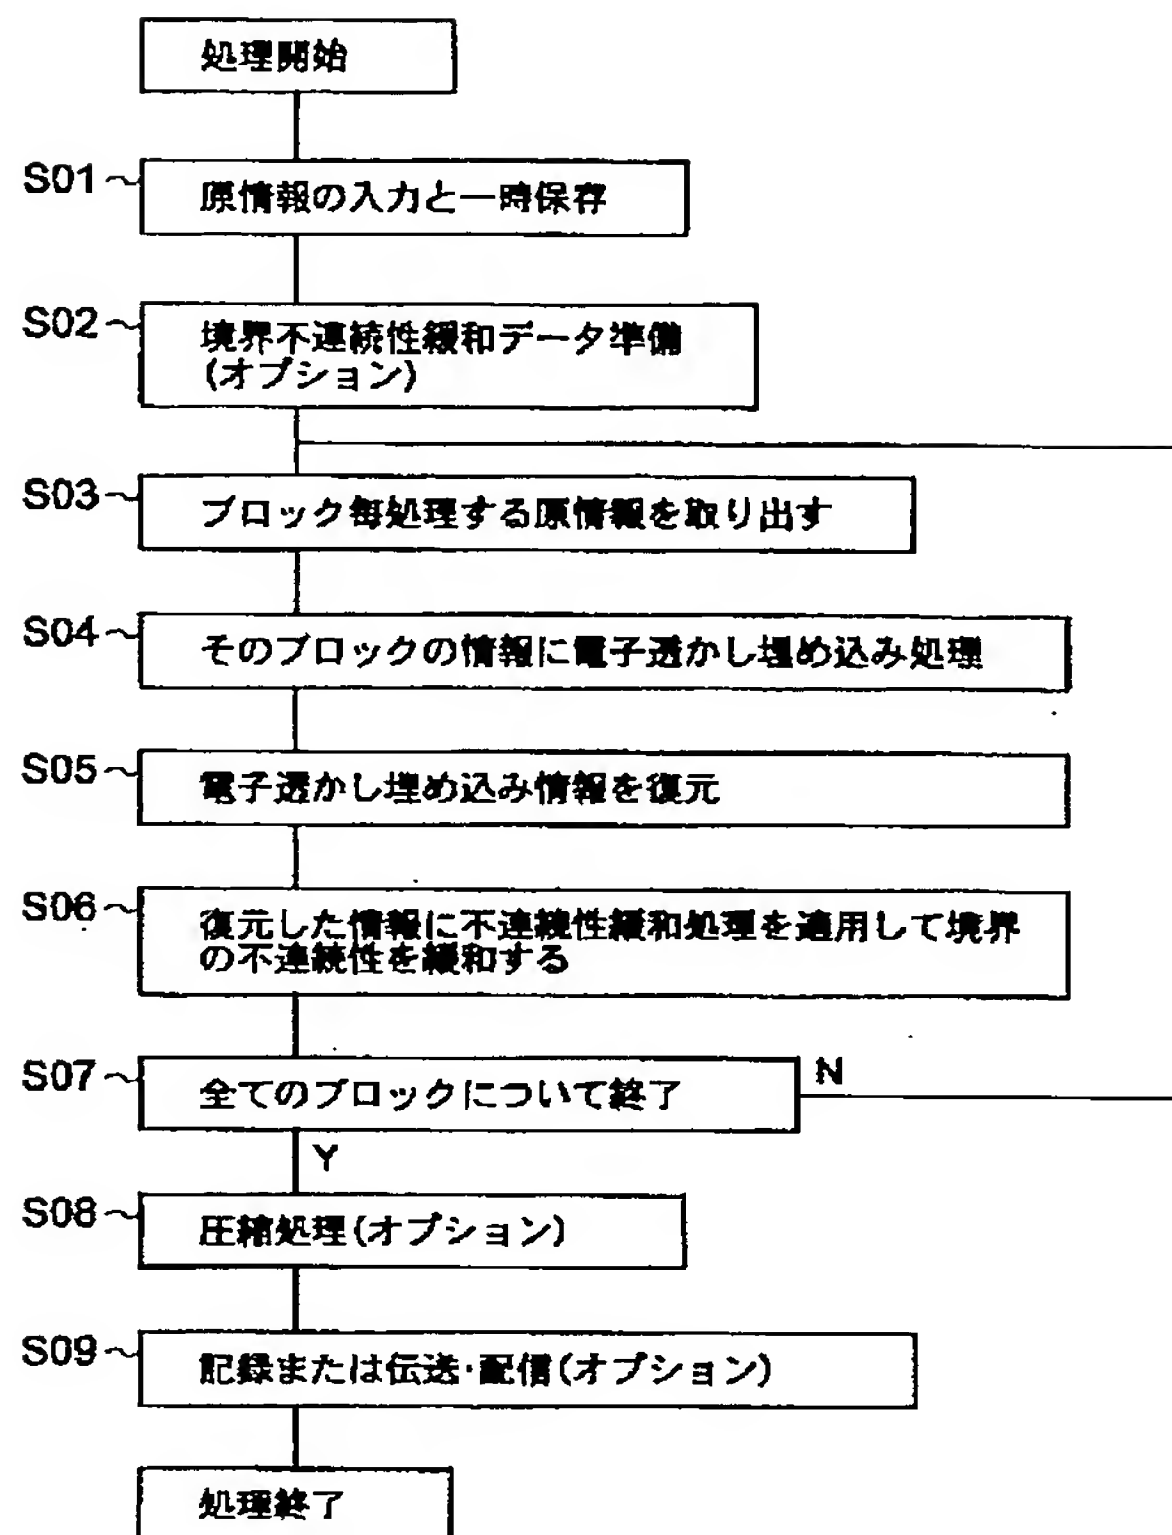 処理開始
S01
原情報の入力と一時保存
S02
境界不連続性緩和データ準備
(オプション)
S03
ブロック毎処理する原情報を取り出す
S04
そのブロックの情報に電子透かし埋め込み処理
S05
電子透かし埋め込み情報を復元
S06
復元した情報に不連続性緩和処理を適用して境界
の不連続性を緩和する
S07
全てのブロックについて終了
N
Y
S08
圧縮処理(オプション)
S09
記録または伝送・配信(オプション)
処理終了